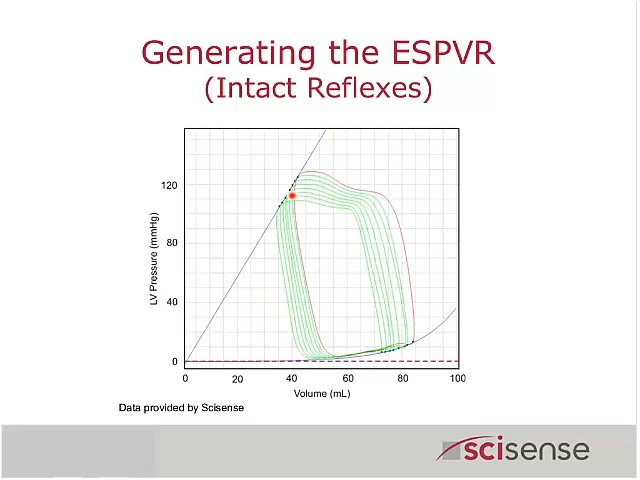 Generating the ESPVR
(Intact Reflexes)
120
80
40
0
LV Pressure (mmHg)
0 20 40 60 80 100
Volume (mL)
Data provided by Scisense
scisense